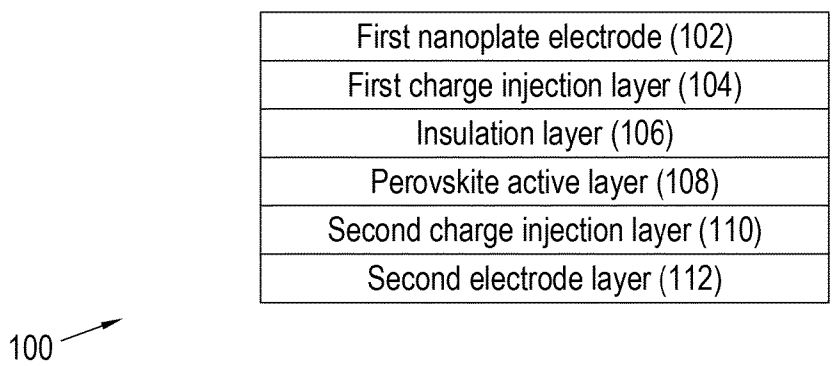 First nanoplate electrode (102)
First charge injection layer (104)
Insulation layer (106)
Perovskite active layer (108)
Second charge injection layer (110)
Second electrode layer (112)
100